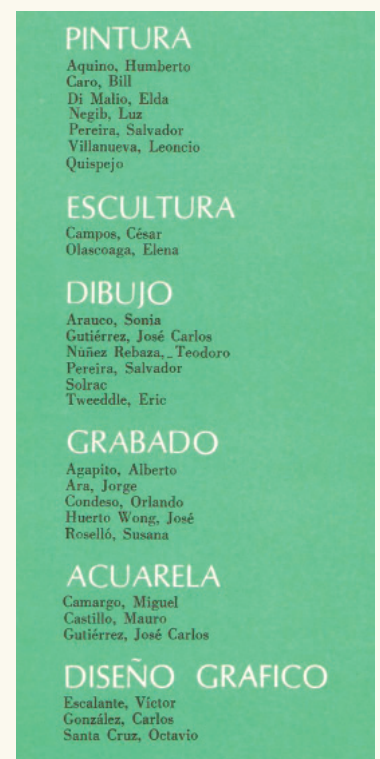 PINTURA
Aquino, Humberto
Caro, Bill
Di Malio, Elda
Negib, Luz
Pereira, Salvador
Villanueva, Leoncio
Quispejo
ESCULTURA
Campos, César
Olascoaga, Elena
DIBUJO
Arauco, Sonia
Gutiérrez, José Carlos
Núñez Rebaza, Teodoro
Pereira, Salvador
Solrac
Tweeddle, Eric
GRABADO
Agapito, Alberto
Ara, Jorge
Condeso, Orlando
Huerto Wong, José
Roselló, Susana
ACUARELA
Camargo, Miguel
Castillo, Mauro
Gutiérrez, José Carlos
DISEÑO GRAFICO
Escalante, Víctor
González, Carlos
Santa Cruz, Octavio